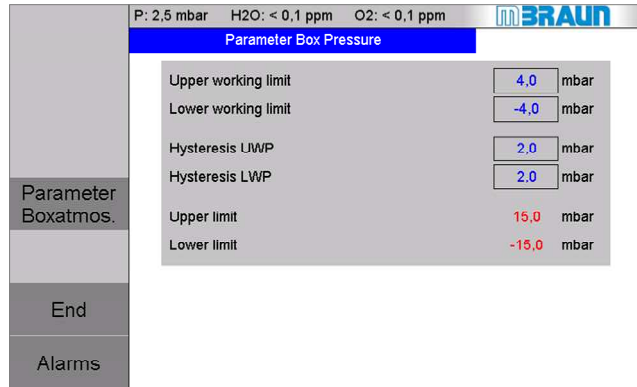 P: 2,5 mbar H2O: < 0,1 ppm O2: < 0,1 ppm mBRAUN
Parameter Box Pressure
Upper working limit 4,0 mbar
Lower working limit -4,0 mbar
Hysteresis UWP 2,0 mbar
Hysteresis LWP 2,0 mbar
Upper limit 15,0 mbar
Lower limit -15,0 mbar
Parameter
Boxatmos.
End
Alarms